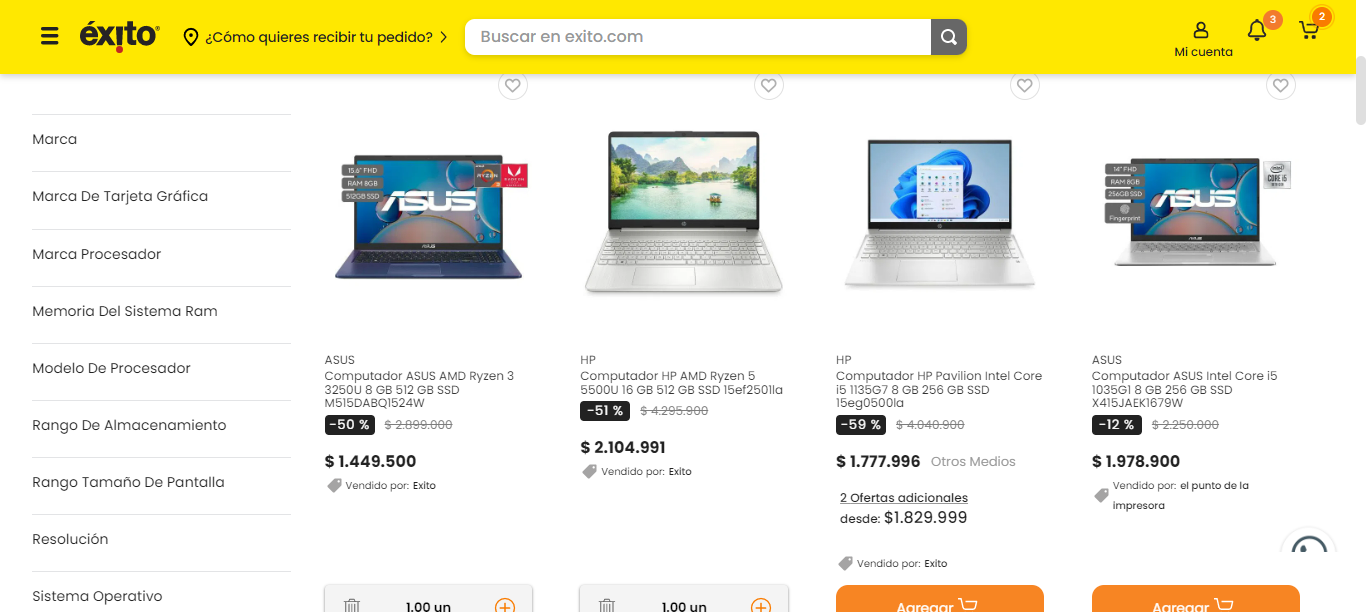 éxito
¿Cómo quieres recibir tu pedido?
Buscar en exito.com
Mi cuenta
3
2
Marca
Marca De Tarjeta Gráfica
Marca Procesador
Memoria Del Sistema Ram
Modelo De Procesador
Rango De Almacenamiento
Rango Tamaño De Pantalla
Resolución
Sistema Operativo
15.6" FHD
RAM 8GB
512GB SSD
RYZEN
ASUS
ASUS
ASUS
Computador ASUS AMD Ryzen 3
3250U 8 GB 512 GB SSD
M515DABQ1524W
-50 % $ 2.899.000
$ 1.449.500
Vendido por: Exito
1.00 un
HP
Computador HP AMD Ryzen 5
5500U 16 GB 512 GB SSD 15ef2501la
-51 % $ 4.295.900
$ 2.104.991
Vendido por: Exito
1.00 un
HP
Computador HP Pavilion Intel Core
i5 1135G7 8 GB 256 GB SSD
15eg0500la
-59 % $ 4.040.900
$ 1.777.996 Otros Medios
2 Ofertas adicionales
desde: $1.829.999
Vendido por: Exito
Agregar
14" FHD
RAM 8GB
256GB SSD
Fingerprint
intel
CORE i5
ASUS
ASUS
ASUS
Computador ASUS Intel Core i5
1035G1 8 GB 256 GB SSD
X415JAEK1679W
-12 % $ 2.250.000
$ 1.978.900
Vendido por: el punto de la
impresora
Agregar